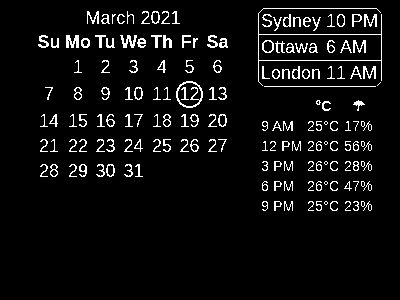 March 2021
Su Mo Tu We Th Fr Sa
1 2 3 4 5 6
7 8 9 10 11 12 13
14 15 16 17 18 19 20
21 22 23 24 25 26 27
28 29 30 31
Sydney 10 PM
Ottawa 6 AM
London 11 AM
°C ☂
9 AM 25°C 17%
12 PM 26°C 56%
3 PM 26°C 28%
6 PM 26°C 47%
9 PM 25°C 23%